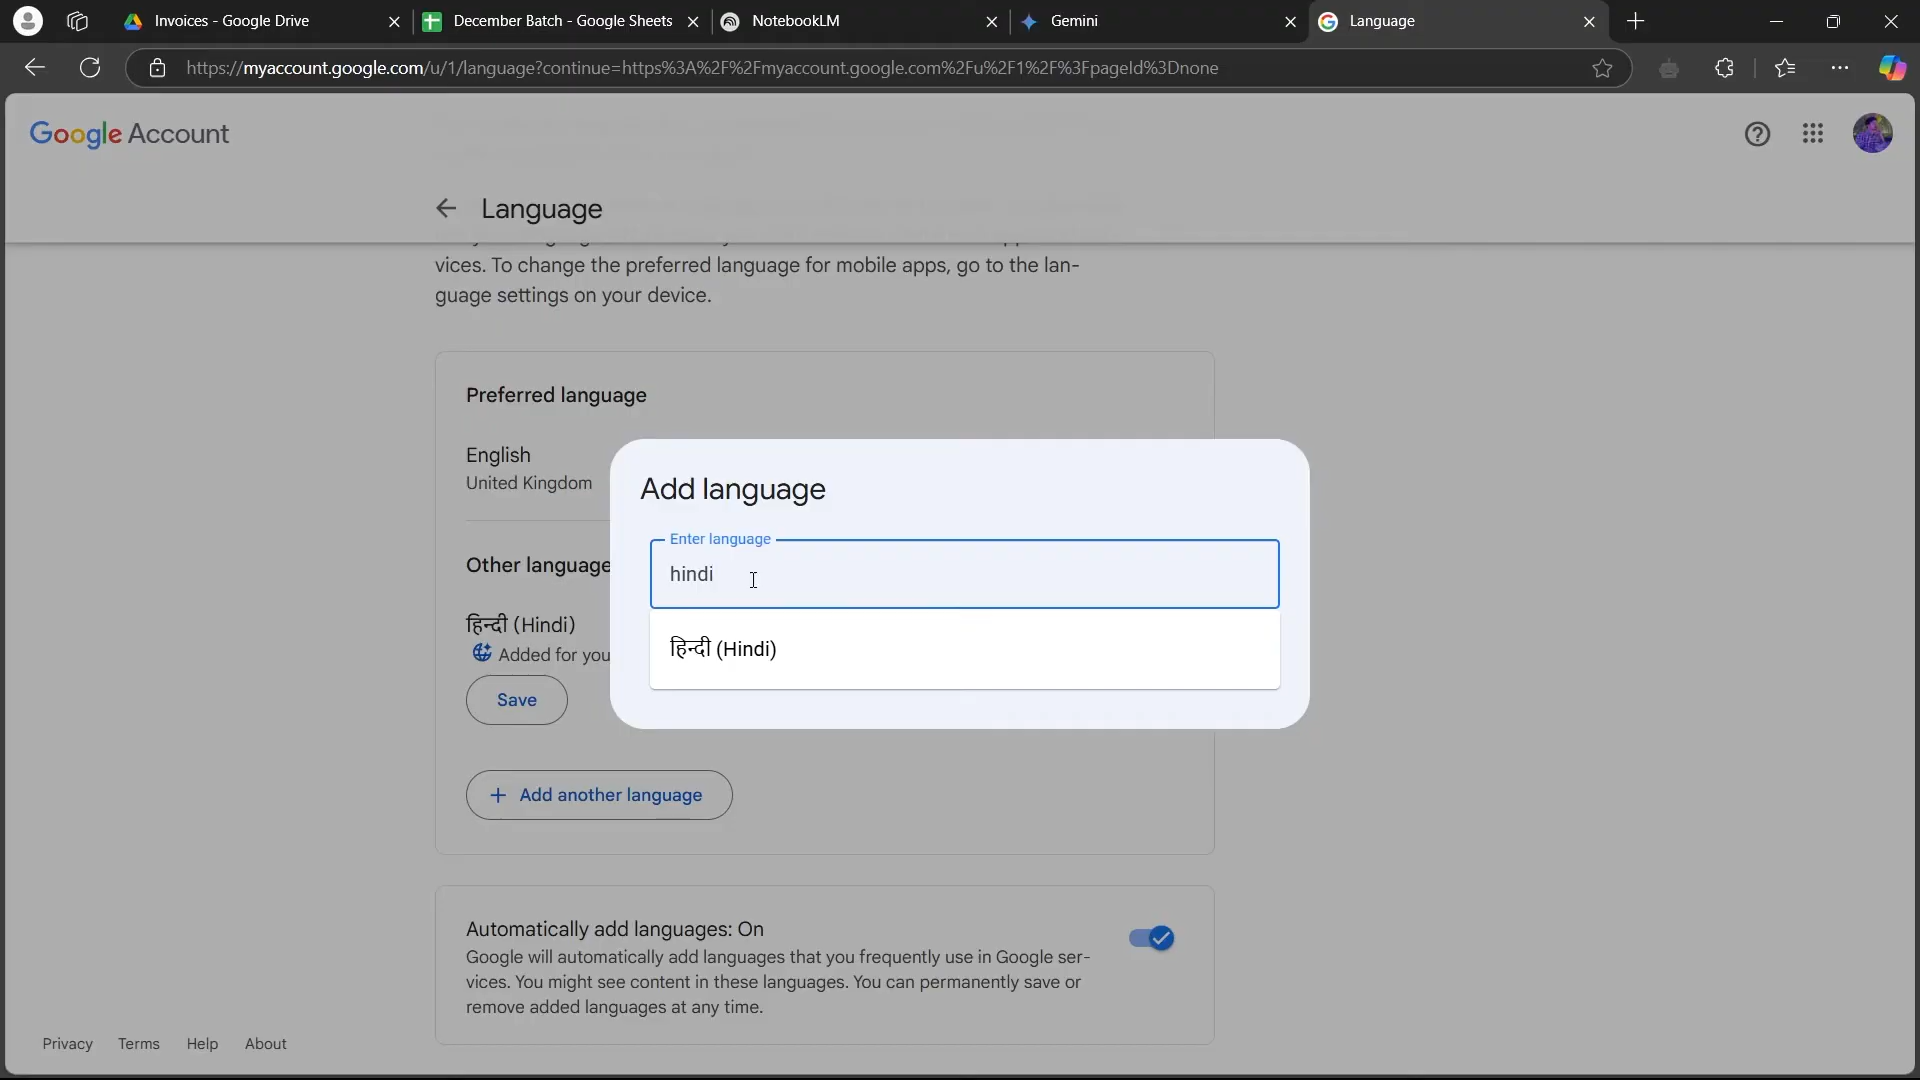 Invoices - Google Drive
December Batch - Google Sheets
NotebookLM
Gemini
Language
https://myaccount.google.com/u/1/language?continue=https%3A%2F%2Fmyaccount.google.com%2Fu%2F1%2F%3FpageId%3Dnone
Google Account
Language
vices. To change the preferred language for mobile apps, go to the lan-
guage settings on your device.
Preferred language
English
United Kingdom
Add language
Enter language
hindi
हिन्दी (Hindi)
Other language
हिन्दी (Hindi)
Added for you
Save
+ Add another language
Automatically add languages: On
Google will automatically add languages that you frequently use in Google ser-
vices. You might see content in these languages. You can permanently save or
remove added languages at any time.
Privacy Terms Help About